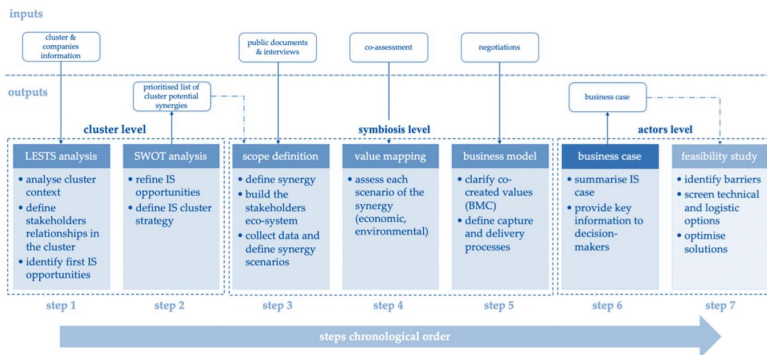 inputs
cluster &
companies
information
public documents
& interviews
co-assessment
negotiations
outputs
prioritised list of
cluster potential
synergies
business case
cluster level
symbiosis level
actors level
LESTS analysis
• analyse cluster
context
• define
stakeholders
relationships in
the cluster
• identify first IS
opportunities
SWOT analysis
• refine IS
opportunities
• define IS cluster
strategy
scope definition
• define synergy
• build the
stakeholders
eco-system
• collect data and
define synergy
scenarios
value mapping
• assess each
scenario of the
synergy
(economic,
environmental)
business model
• clarify co-
created values
(BMC)
• define capture
and delivery
processes
business case
• summarise IS
case
• provide key
information to
decision-
makers
feasibility study
• identify barriers
• screen technical
and logistic
options
• optimise
solutions
step 1
step 2
step 3
step 4
step 5
step 6
step 7
steps chronological order